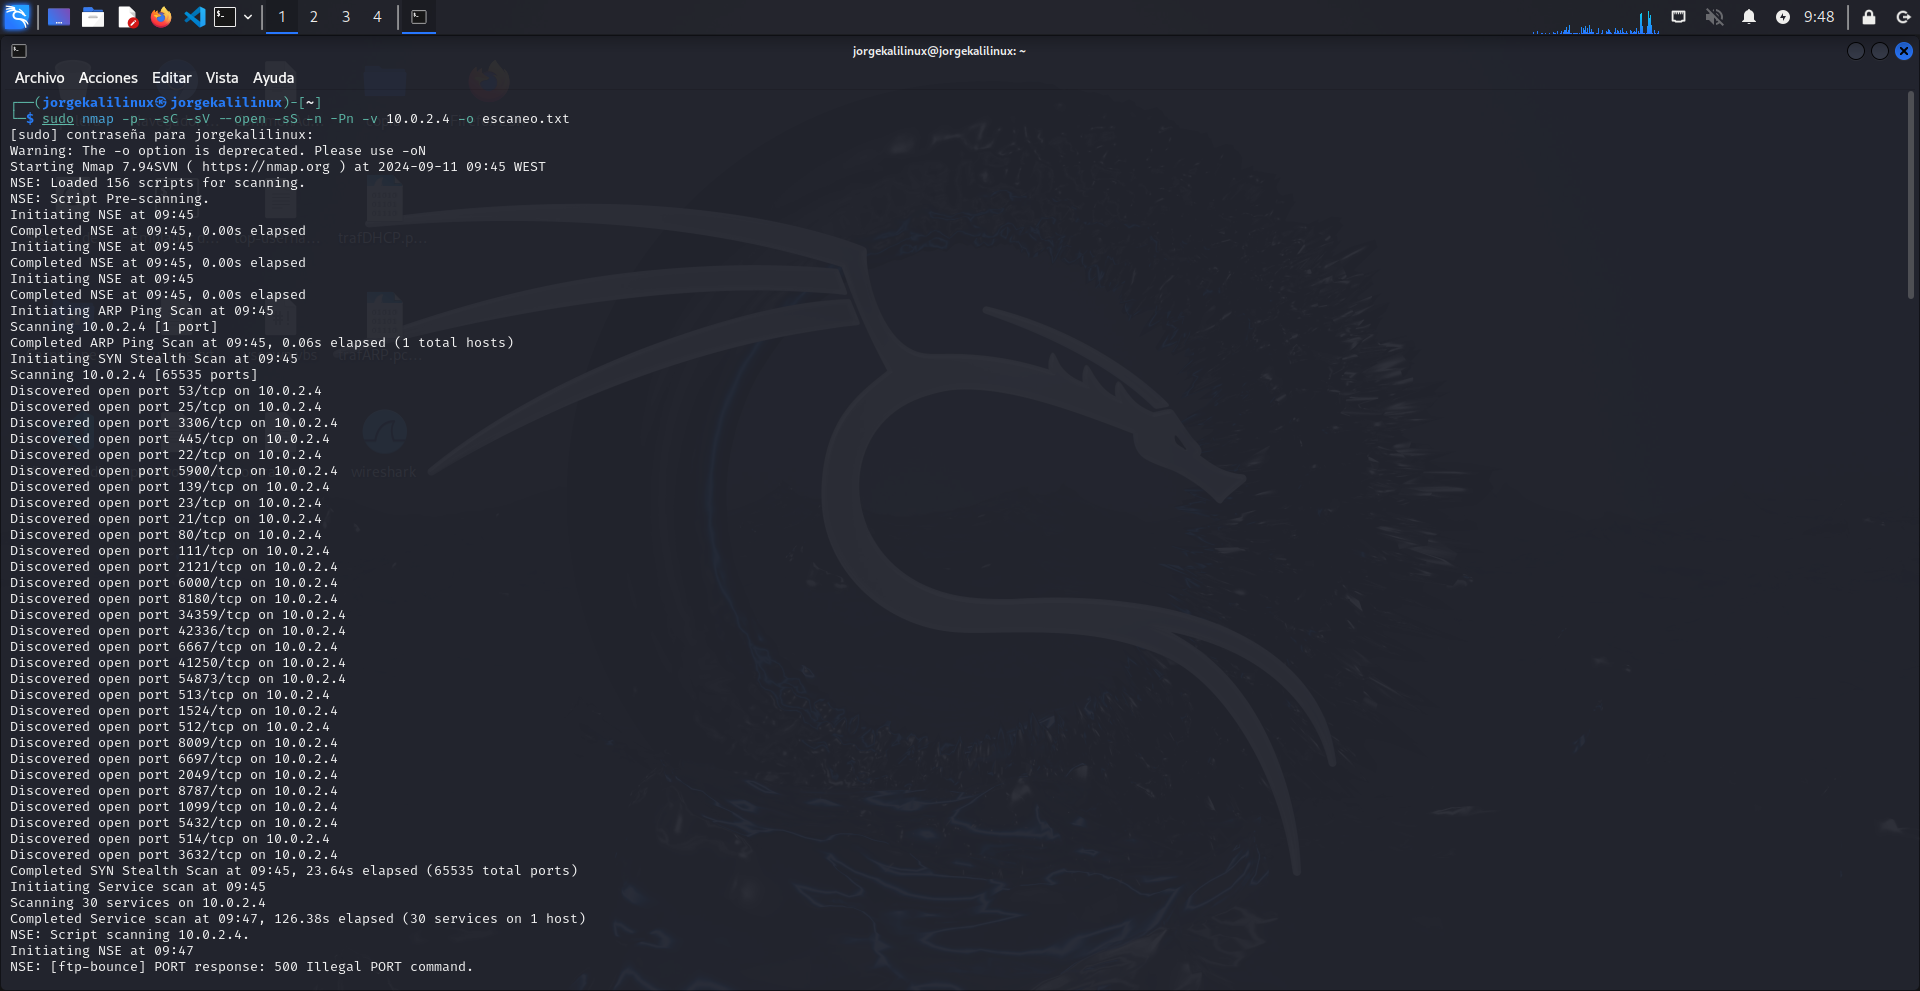 1 2 3 4
9:48
jorgekalilinux@jorgekalilinux: ~
Archivo Acciones Editar Vista Ayuda
┌──(jorgekalilinux㉿jorgekalilinux)-[~]
└─$ sudo nmap -p- -sC -sV --open -sS -n -Pn -v 10.0.2.4 -o escaneo.txt
[sudo] contraseña para jorgekalilinux:
Warning: The -o option is deprecated. Please use -oN
Starting Nmap 7.94SVN ( https://nmap.org ) at 2024-09-11 09:45 WEST
NSE: Loaded 156 scripts for scanning.
NSE: Script Pre-scanning.
Initiating NSE at 09:45
Completed NSE at 09:45, 0.00s elapsed
Initiating NSE at 09:45
Completed NSE at 09:45, 0.00s elapsed
Initiating NSE at 09:45
Completed NSE at 09:45, 0.00s elapsed
Initiating ARP Ping Scan at 09:45
Scanning 10.0.2.4 [1 port]
Completed ARP Ping Scan at 09:45, 0.06s elapsed (1 total hosts)
Initiating SYN Stealth Scan at 09:45
Scanning 10.0.2.4 [65535 ports]
Discovered open port 53/tcp on 10.0.2.4
Discovered open port 25/tcp on 10.0.2.4
Discovered open port 3306/tcp on 10.0.2.4
Discovered open port 445/tcp on 10.0.2.4
Discovered open port 22/tcp on 10.0.2.4
Discovered open port 5900/tcp on 10.0.2.4
Discovered open port 139/tcp on 10.0.2.4
Discovered open port 23/tcp on 10.0.2.4
Discovered open port 21/tcp on 10.0.2.4
Discovered open port 80/tcp on 10.0.2.4
Discovered open port 111/tcp on 10.0.2.4
Discovered open port 2121/tcp on 10.0.2.4
Discovered open port 6000/tcp on 10.0.2.4
Discovered open port 8180/tcp on 10.0.2.4
Discovered open port 34359/tcp on 10.0.2.4
Discovered open port 42336/tcp on 10.0.2.4
Discovered open port 6667/tcp on 10.0.2.4
Discovered open port 41250/tcp on 10.0.2.4
Discovered open port 54873/tcp on 10.0.2.4
Discovered open port 513/tcp on 10.0.2.4
Discovered open port 1524/tcp on 10.0.2.4
Discovered open port 512/tcp on 10.0.2.4
Discovered open port 8009/tcp on 10.0.2.4
Discovered open port 6697/tcp on 10.0.2.4
Discovered open port 2049/tcp on 10.0.2.4
Discovered open port 8787/tcp on 10.0.2.4
Discovered open port 1099/tcp on 10.0.2.4
Discovered open port 5432/tcp on 10.0.2.4
Discovered open port 514/tcp on 10.0.2.4
Discovered open port 3632/tcp on 10.0.2.4
Completed SYN Stealth Scan at 09:45, 23.64s elapsed (65535 total ports)
Initiating Service scan at 09:45
Scanning 30 services on 10.0.2.4
Completed Service scan at 09:47, 126.38s elapsed (30 services on 1 host)
NSE: Script scanning 10.0.2.4.
Initiating NSE at 09:47
NSE: [ftp-bounce] PORT response: 500 Illegal PORT command.
trafDHCP.p...
wireshark